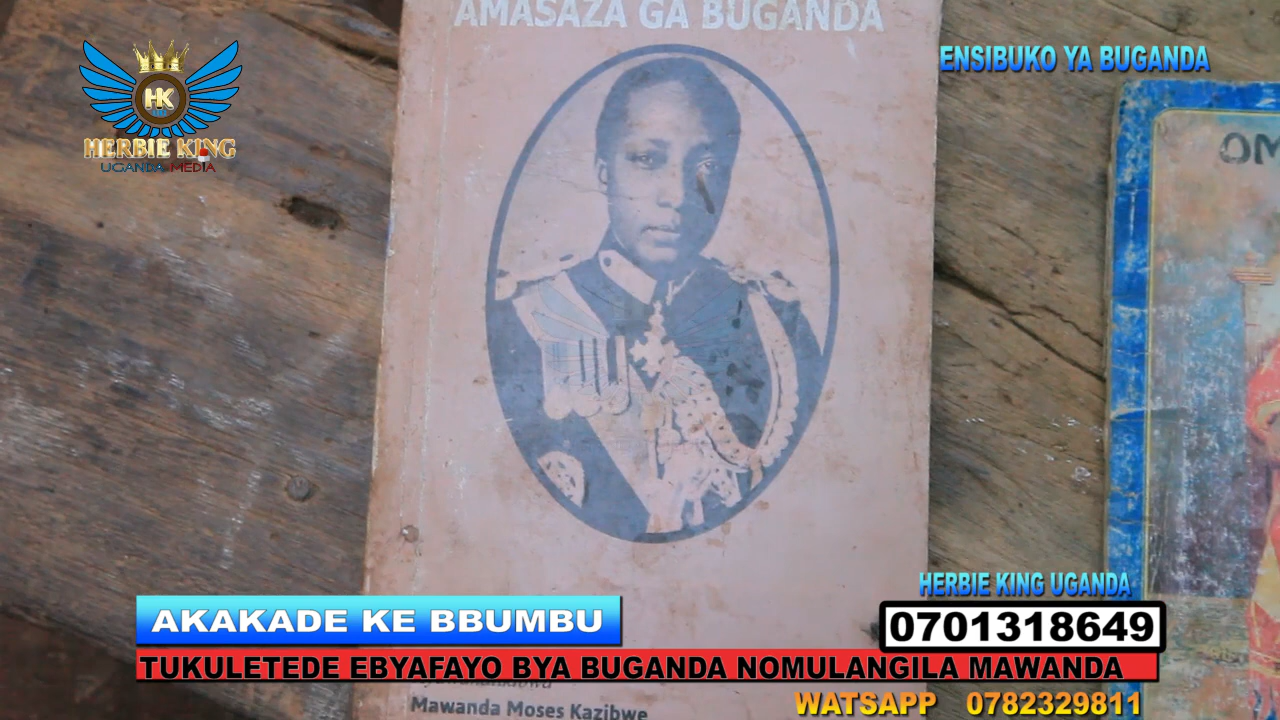 AMASAZA GA BUGANDA
ENSIBUKO YA BUGANDA
HK
HERBIE KING
UGANDA MEDIA
OM
HERBIE KING UGANDA
AKAKADE KE BBUMBU
0701318649
TUKULETEDE EBYAFAYO BYA BUGANDA NOMULANGILA MAWANDA
Mawanda Moses Kazibwe
WATSAPP 0782329811